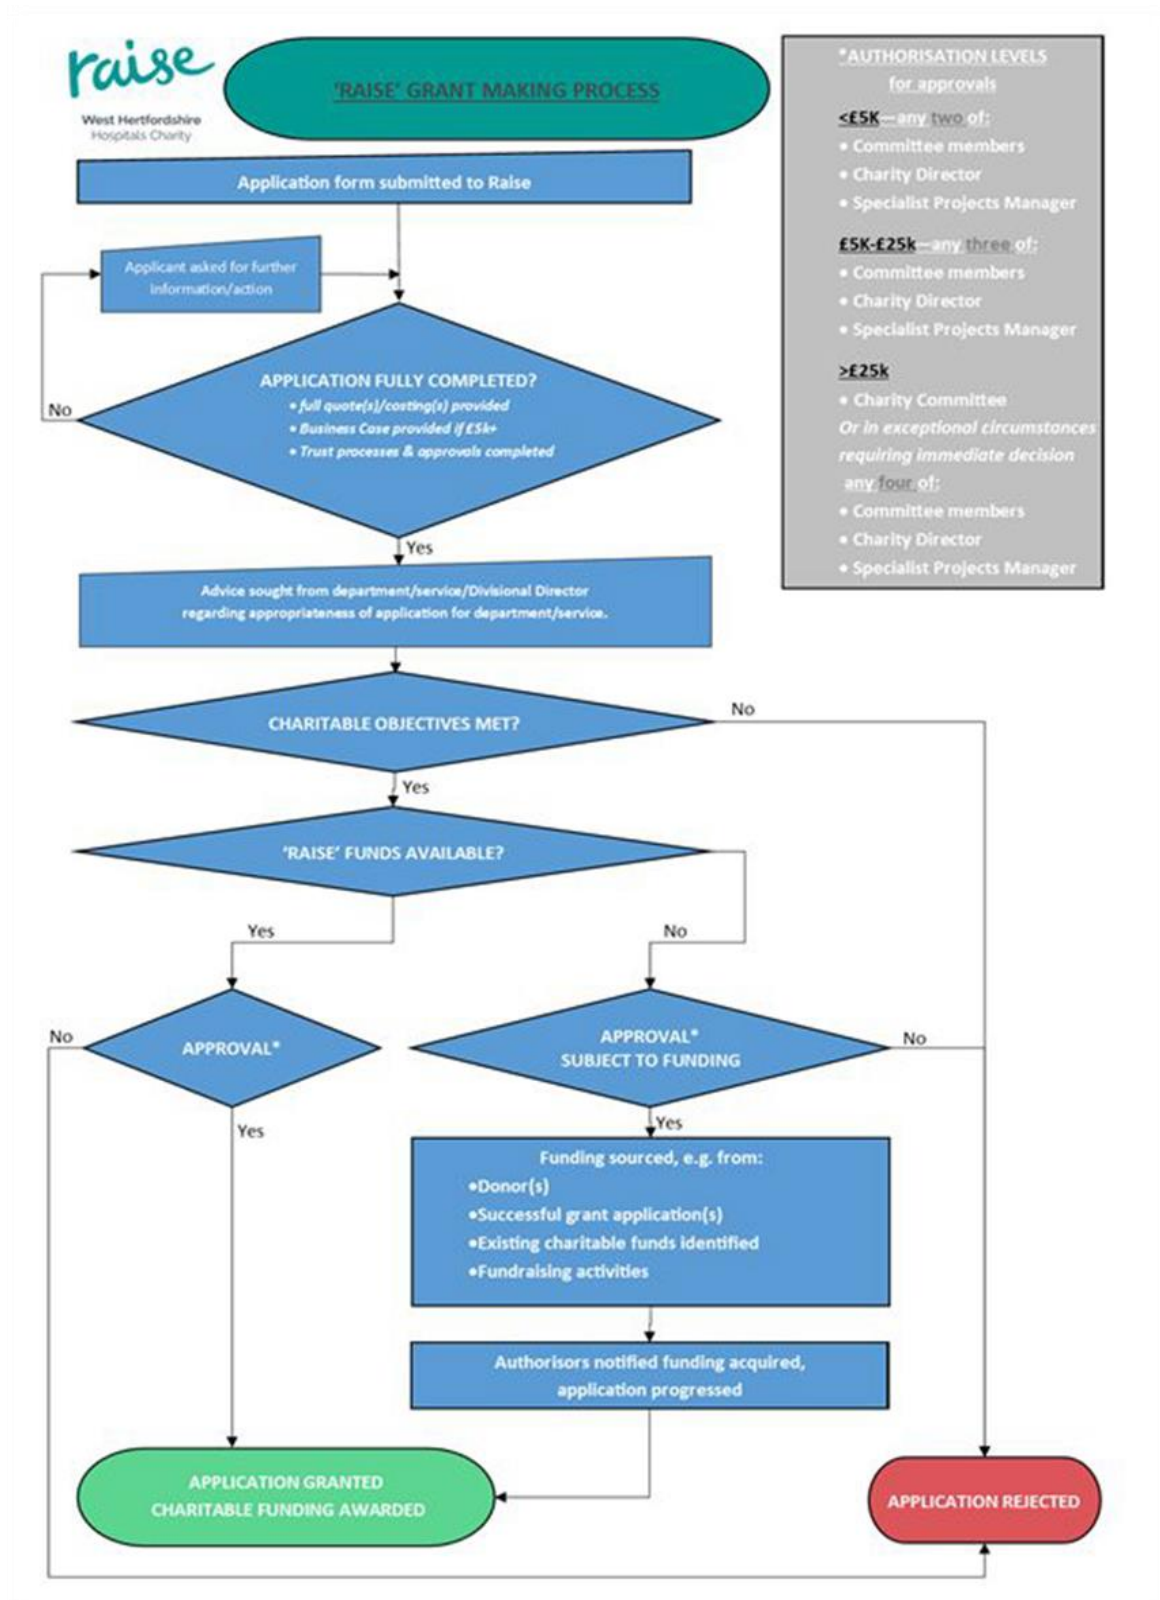 raise
West Hertfordshire
Hospitals Charity
'RAISE' GRANT MAKING PROCESS
*AUTHORISATION LEVELS
for approvals
<£5K—any two of:
• Committee members
• Charity Director
• Specialist Projects Manager
£5K-£25k—any three of:
• Committee members
• Charity Director
• Specialist Projects Manager
>£25k
• Charity Committee
Or in exceptional circumstances
requiring immediate decision
any four of:
• Committee members
• Charity Director
• Specialist Projects Manager
Application form submitted to Raise
Applicant asked for further
information/action
APPLICATION FULLY COMPLETED?
• full quote(s)/costing(s) provided
• Business Case provided if £5k+
• Trust processes & approvals completed
No
Yes
Advice sought from department/service/Divisional Director
regarding appropriateness of application for department/service.
CHARITABLE OBJECTIVES MET?
No
Yes
'RAISE' FUNDS AVAILABLE?
Yes
No
No
APPROVAL*
APPROVAL*
SUBJECT TO FUNDING
No
Yes
Yes
Funding sourced, e.g. from:
•Donor(s)
•Successful grant application(s)
•Existing charitable funds identified
•Fundraising activities
Authorisors notified funding acquired,
application progressed
APPLICATION GRANTED
CHARITABLE FUNDING AWARDED
APPLICATION REJECTED